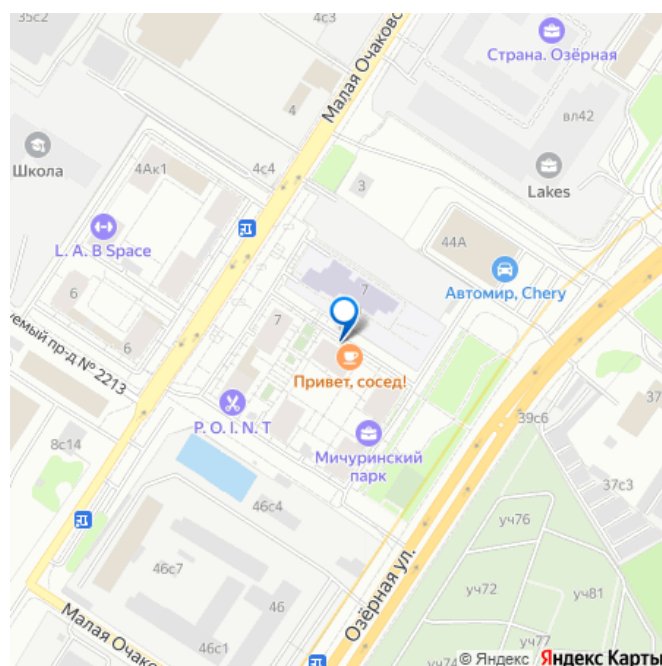 35с2
4с3
Страна. Озёрная
вл42
Малая Очаковс
4
Школа
4Ак1
4с4
3
Lakes
44А
L. A. B Space
Автомир, Chery
7
6
7
6
уемый пр-д № 2213
Привет, сосед!
P. O. I. N. T
39с6
37
Мичуринский
парк
8с14
37с3
46с4
уч76
46с7
Озёрная ул.
уч72
уч81
46
Малая Очако
46с1
уч77
уч74
© Яндекс Яндекс Карты